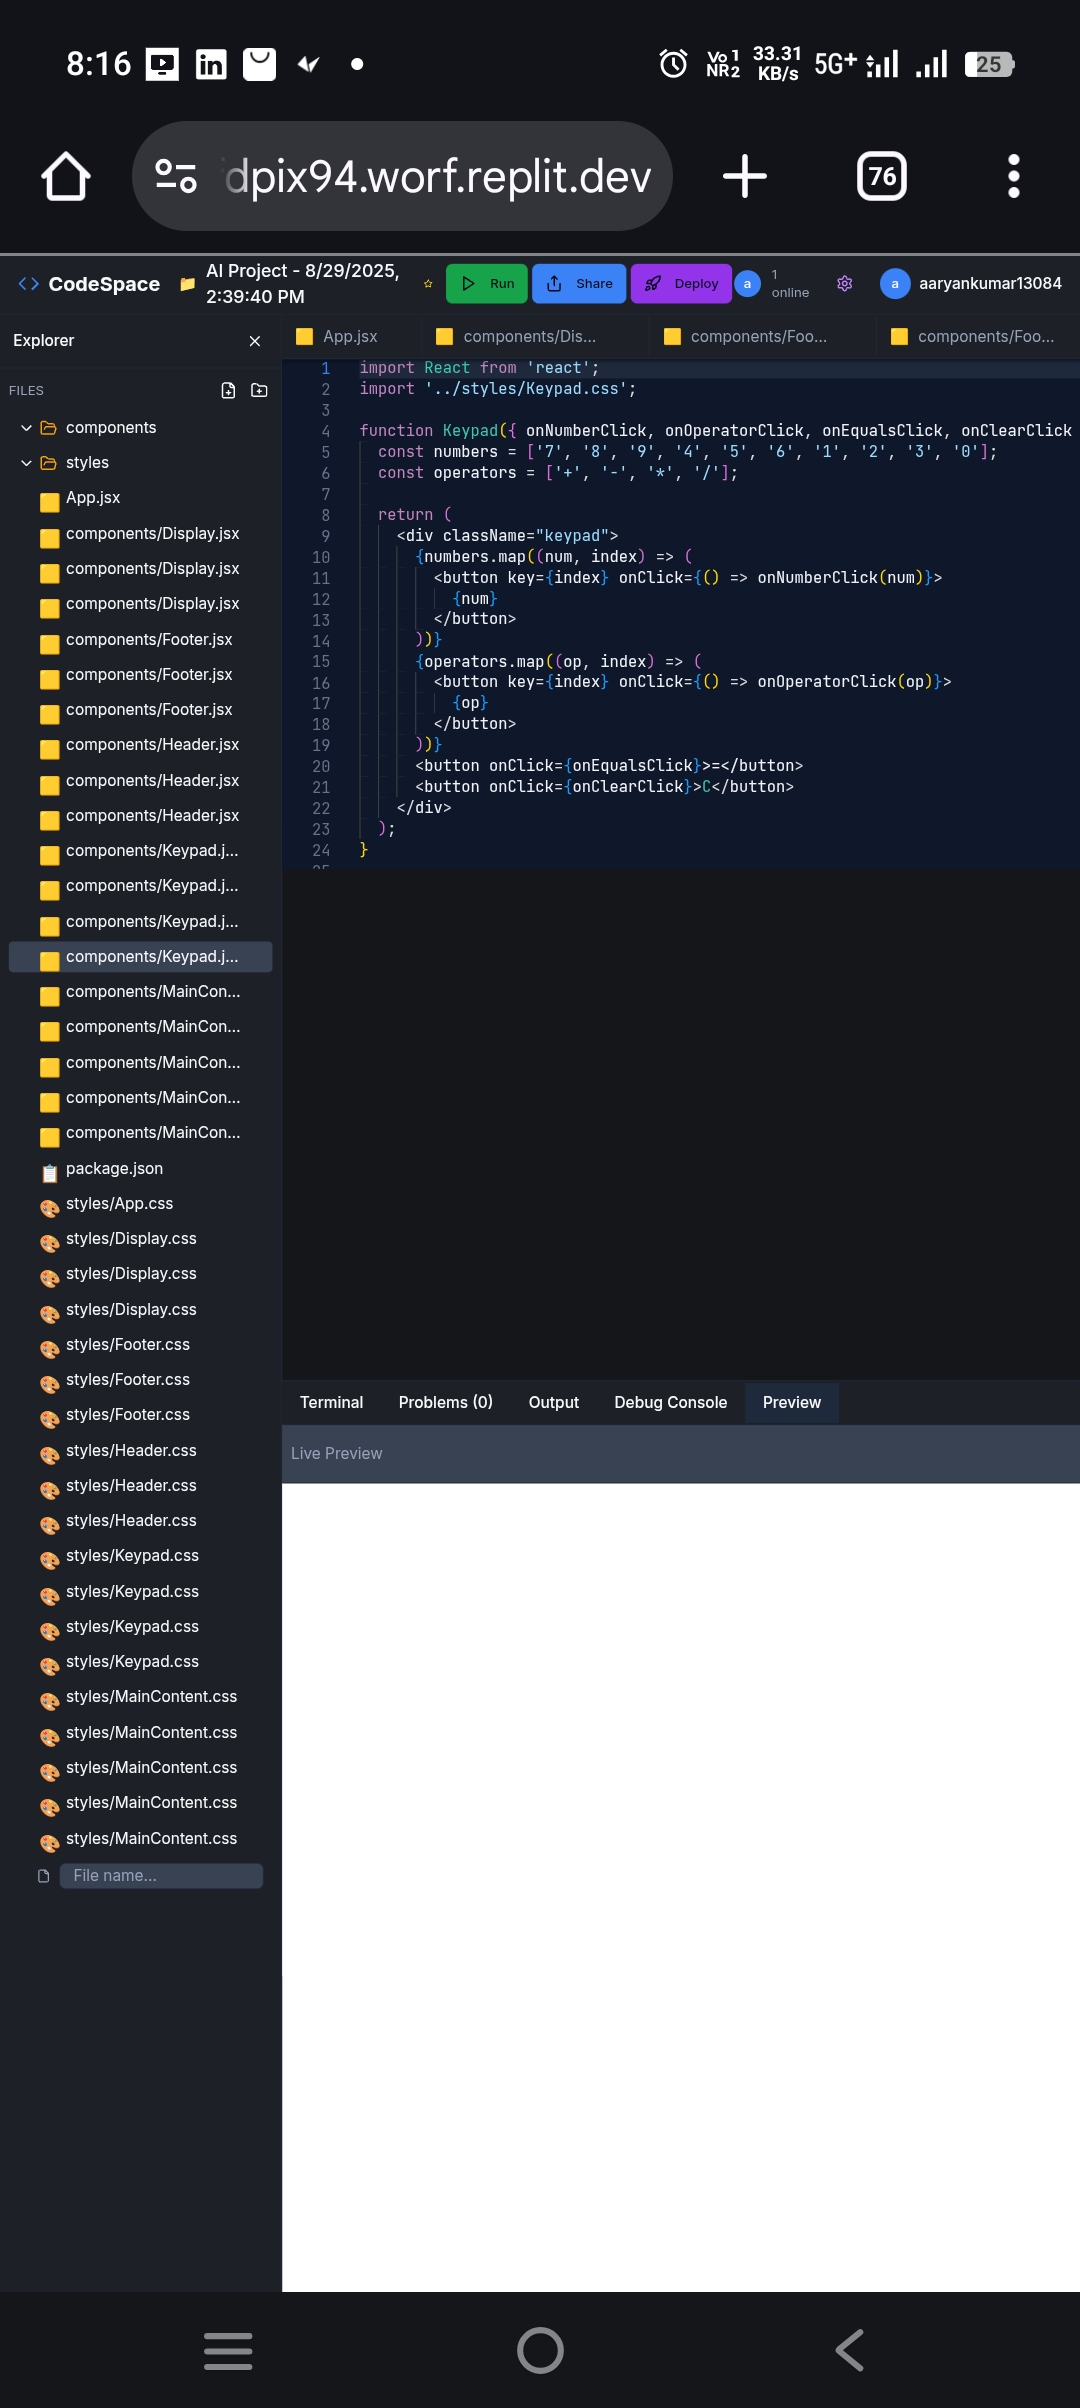 8:16
Vo 1
NR2
33.31
KB/s
5G+
25
dpix94.worf.replit.dev
76
CodeSpace
AI Project - 8/29/2025,
2:39:40 PM
Run
Share
Deploy
a
1
online
a
aaryankumar13084
Explorer
App.jsx
components/Dis...
components/Foo...
components/Foo...
FILES
components
styles
App.jsx
components/Display.jsx
components/Display.jsx
components/Display.jsx
components/Footer.jsx
components/Footer.jsx
components/Footer.jsx
components/Header.jsx
components/Header.jsx
components/Header.jsx
components/Keypad.j...
components/Keypad.j...
components/Keypad.j...
components/Keypad.j...
components/MainCon...
components/MainCon...
components/MainCon...
components/MainCon...
components/MainCon...
package.json
styles/App.css
styles/Display.css
styles/Display.css
styles/Display.css
styles/Footer.css
styles/Footer.css
styles/Footer.css
styles/Header.css
styles/Header.css
styles/Header.css
styles/Keypad.css
styles/Keypad.css
styles/Keypad.css
styles/Keypad.css
styles/MainContent.css
styles/MainContent.css
styles/MainContent.css
styles/MainContent.css
styles/MainContent.css
File name...
1 import React from 'react';
2 import '../styles/Keypad.css';
3
4 function Keypad({ onNumberClick, onOperatorClick, onEqualsClick, onClearClick
5 const numbers = ['7', '8', '9', '4', '5', '6', '1', '2', '3', '0'];
6 const operators = ['+', '-', '*', '/'];
7
8 return (
9 <div className="keypad">
10 {numbers.map((num, index) => (
11 <button key={index} onClick={() => onNumberClick(num)}>
12 {num}
13 </button>
14 ))}
15 {operators.map((op, index) => (
16 <button key={index} onClick={() => onOperatorClick(op)}>
17 {op}
18 </button>
19 ))}
20 <button onClick={onEqualsClick}>=</button>
21 <button onClick={onClearClick}>C</button>
22 </div>
23 );
24 }
Terminal
Problems (0)
Output
Debug Console
Preview
Live Preview